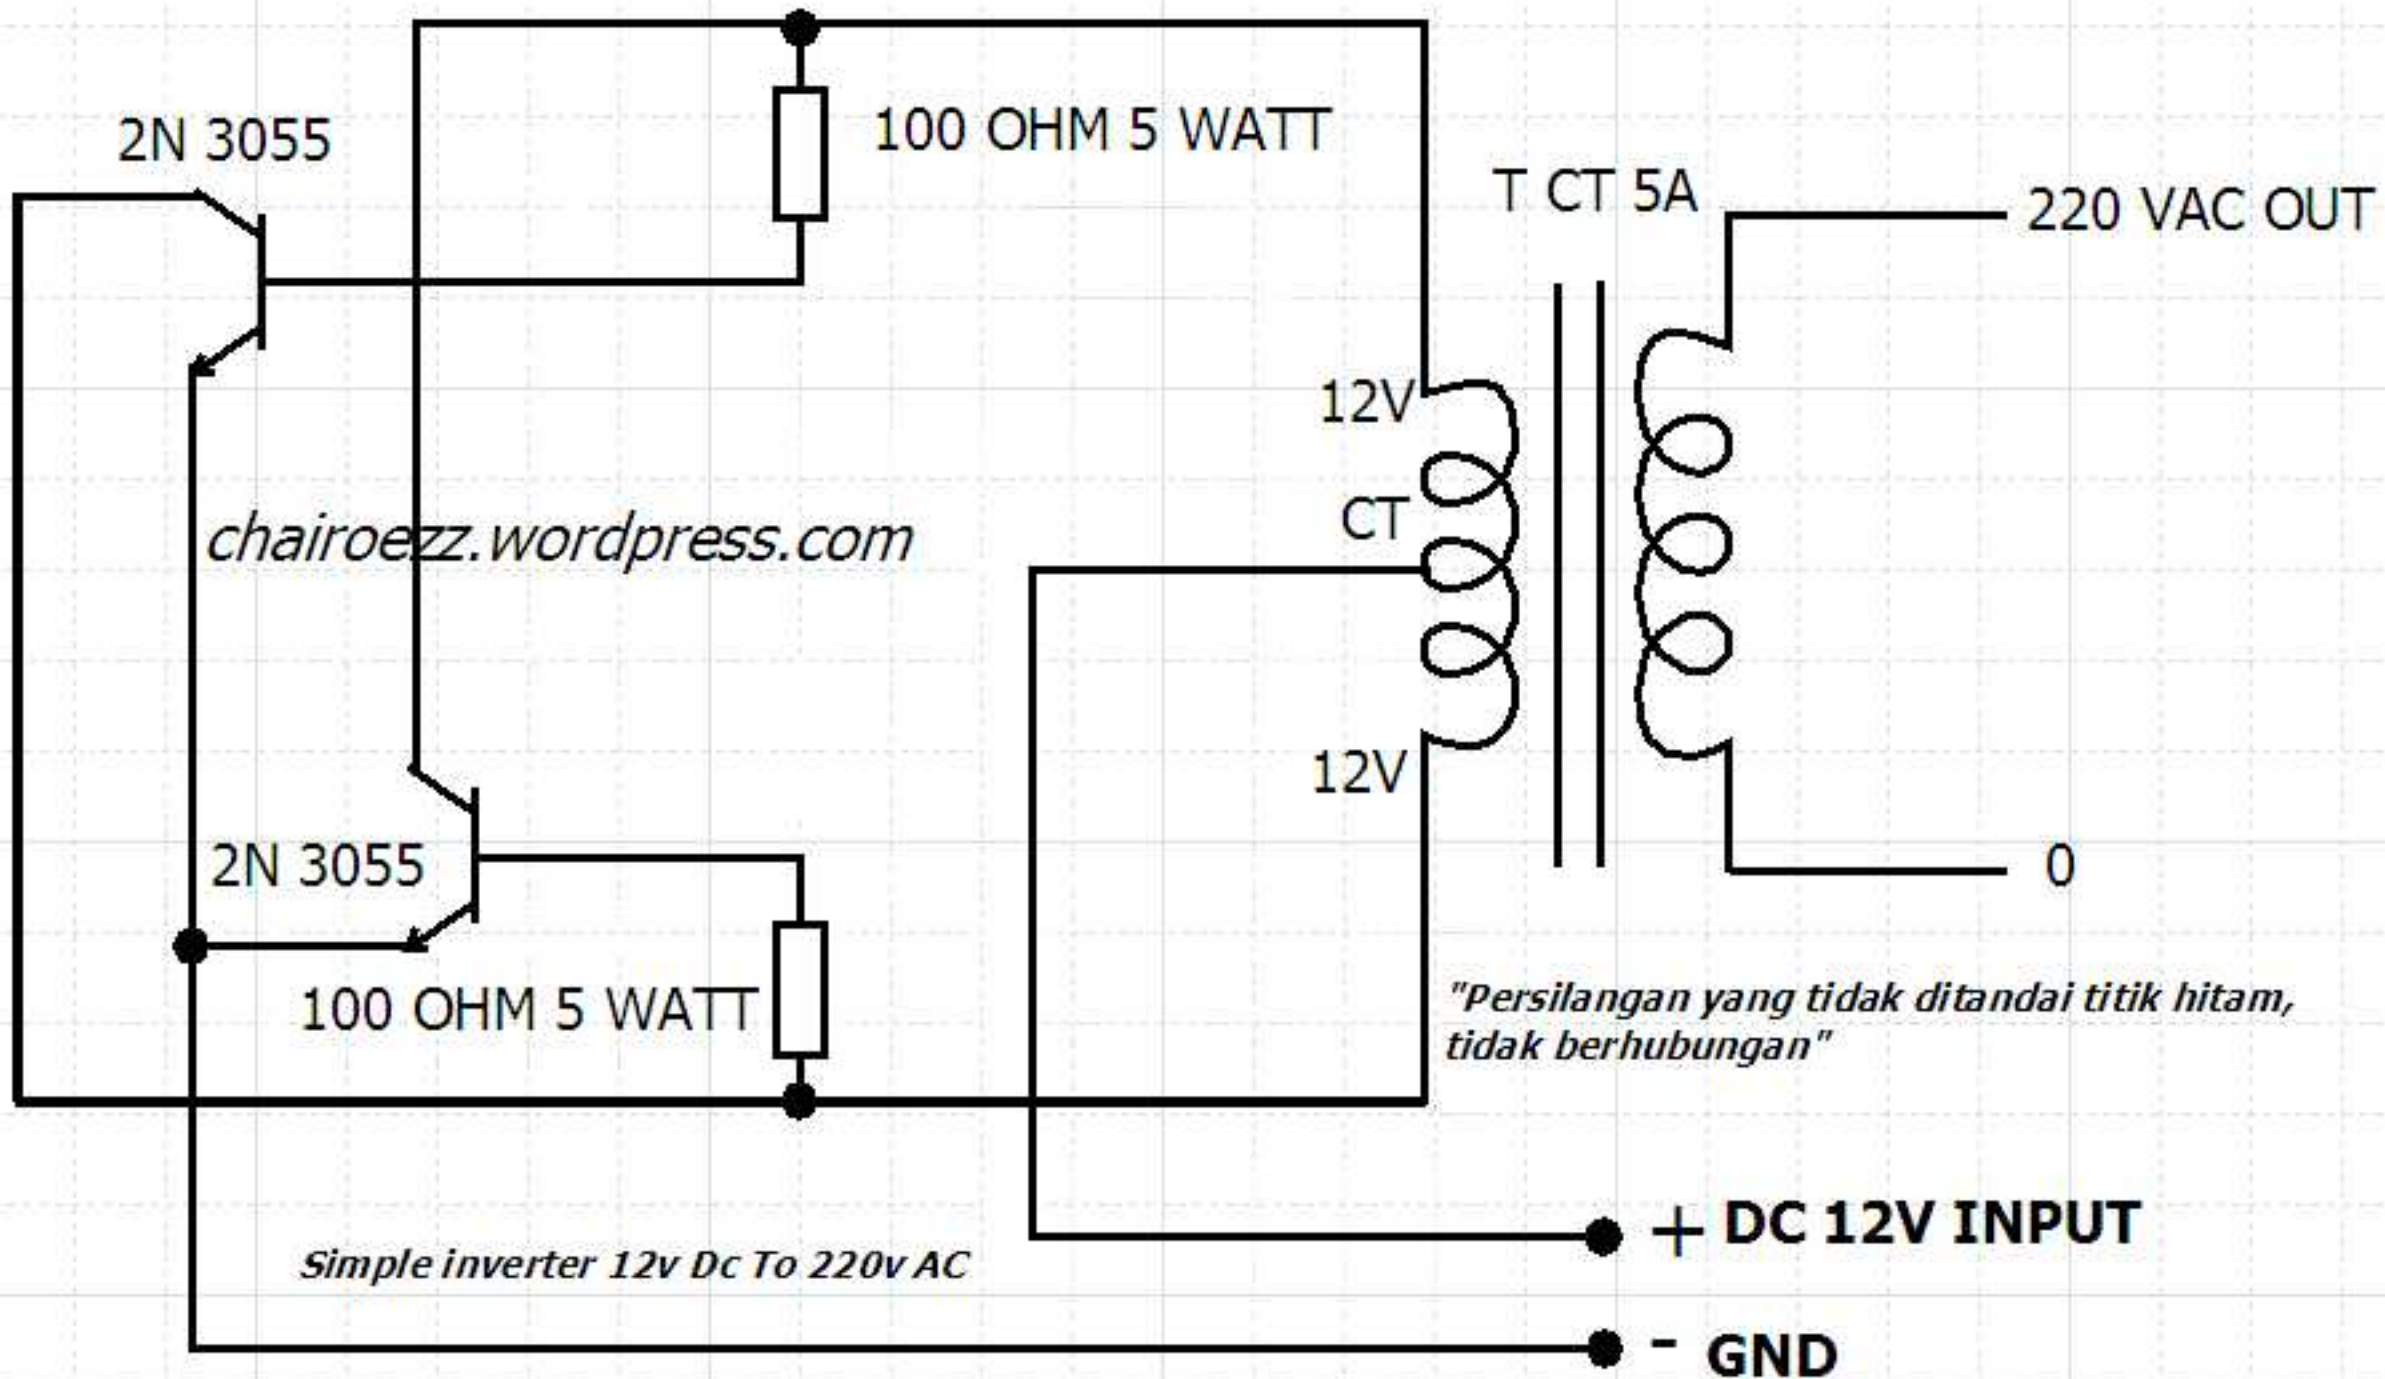 2N 3055
100 OHM 5 WATT
T CT 5A
220 VAC OUT
12V
CT
chairoezz.wordpress.com
12V
2N 3055
0
100 OHM 5 WATT
"Persilangan yang tidak ditandai titik hitam,
tidak berhubungan"
+ DC 12V INPUT
Simple inverter 12v Dc To 220v AC
- GND